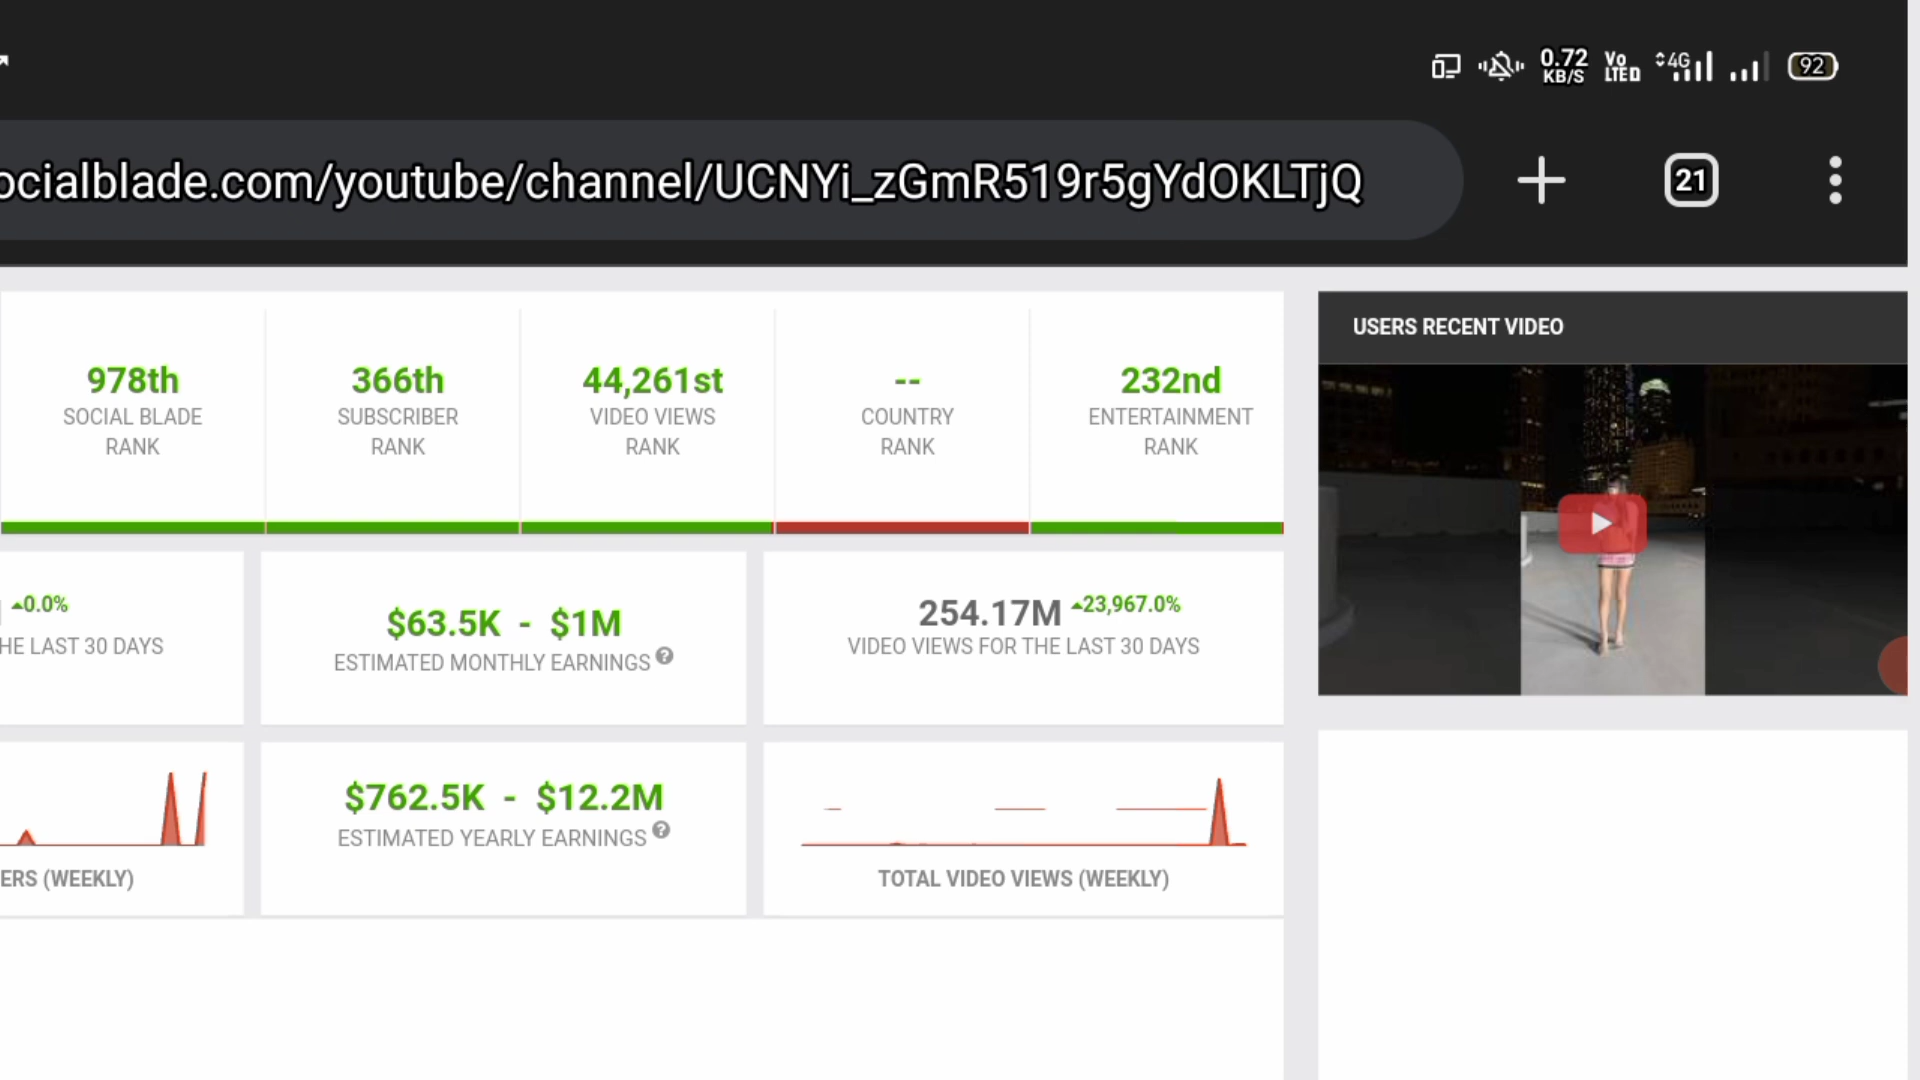 0.72
KB/S
Vo
LTE D
4G
92
ocialblade.com/youtube/channel/UCNYi_zGmR519r5gYdOKLTjQ
21
978th
SOCIAL BLADE
RANK
366th
SUBSCRIBER
RANK
44,261st
VIDEO VIEWS
RANK
--
COUNTRY
RANK
232nd
ENTERTAINMENT
RANK
USERS RECENT VIDEO
0.0%
HE LAST 30 DAYS
$63.5K - $1M
ESTIMATED MONTHLY EARNINGS ?
254.17M 23,967.0%
VIDEO VIEWS FOR THE LAST 30 DAYS
ERS (WEEKLY)
$762.5K - $12.2M
ESTIMATED YEARLY EARNINGS ?
TOTAL VIDEO VIEWS (WEEKLY)